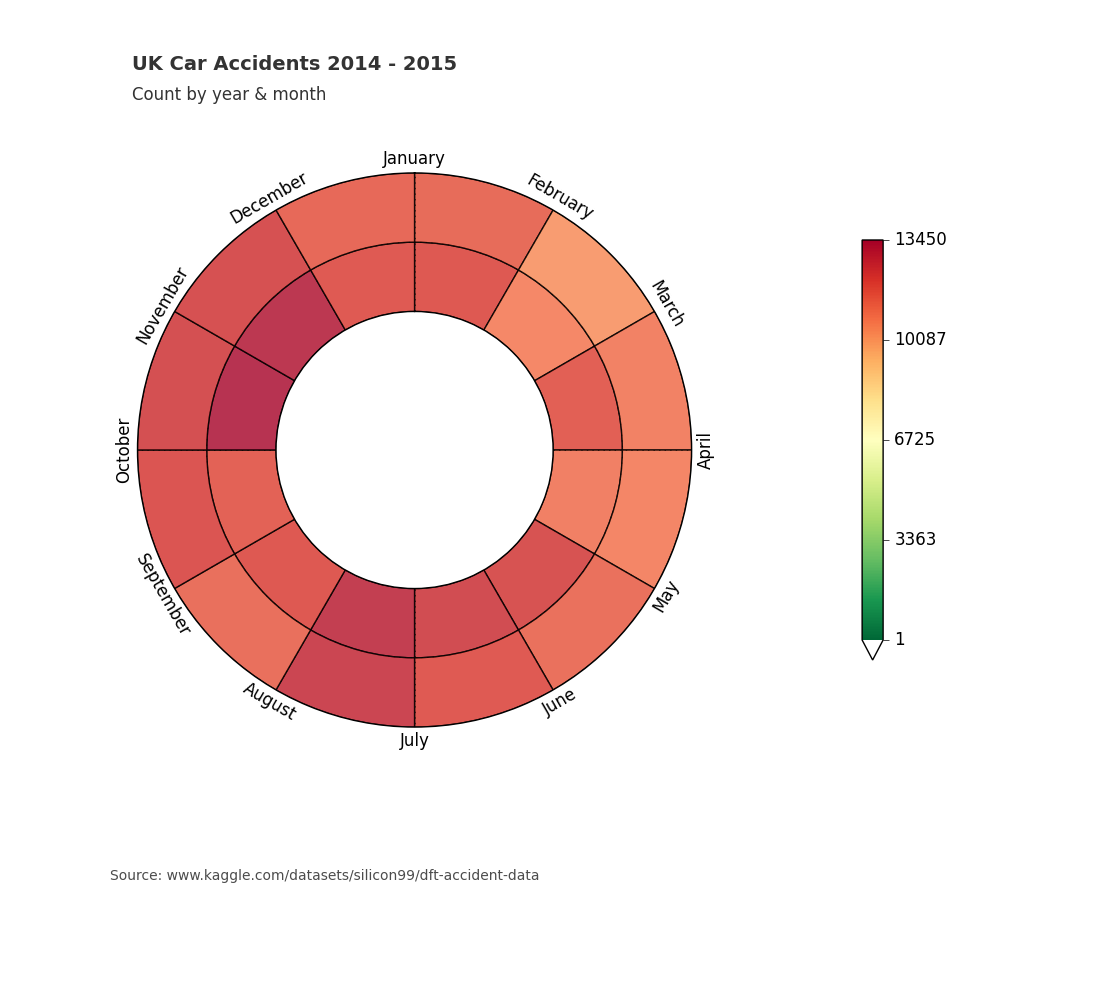 UK Car Accidents 2014 - 2015
Count by year & month
January
February
March
April
May
June
July
August
September
October
November
December
13450
10087
6725
3363
1
Source: www.kaggle.com/datasets/silicon99/dft-accident-data